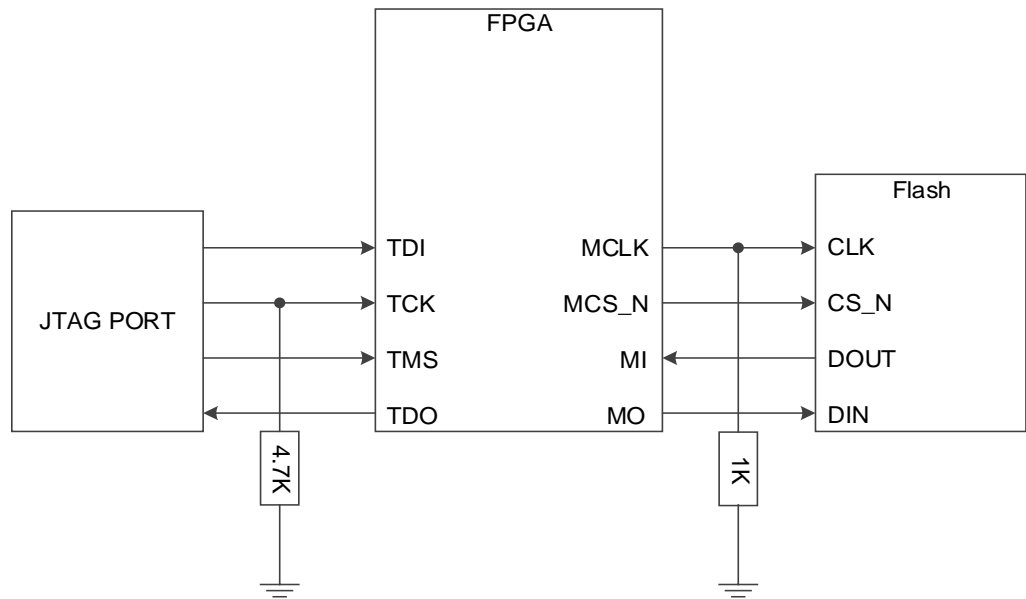 FPGA
Flash
JTAG PORT
TDI
TCK
TMS
TDO
MCLK
MCS_N
MI
MO
CLK
CS_N
DOUT
DIN
4.7K
1K